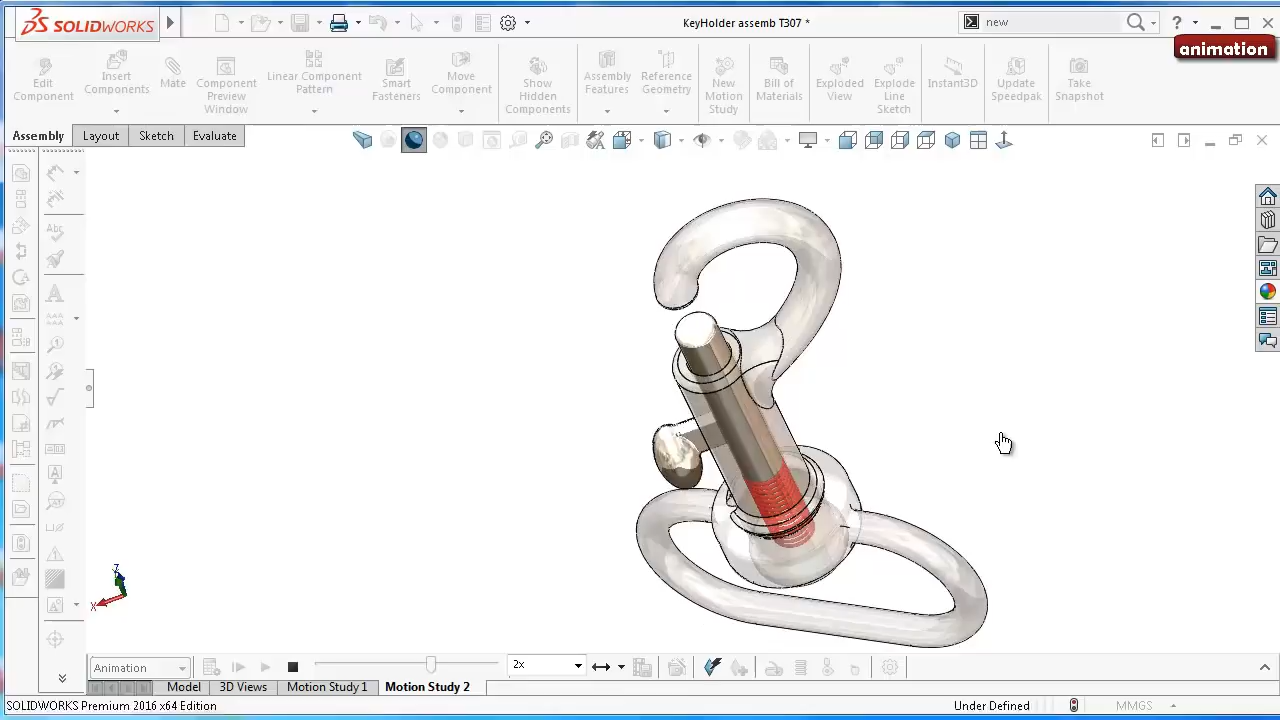 SOLIDWORKS
KeyHolder assemb T307 *
new
animation
Edit Component
Insert Components
Mate
Component Preview Window
Linear Component Pattern
Smart Fasteners
Move Component
Show Hidden Components
Assembly Features
Reference Geometry
New Motion Study
Bill of Materials
Exploded View
Explode Line Sketch
Instant3D
Update Speedpak
Take Snapshot
Assembly
Layout
Sketch
Evaluate
Abc
Z
X
Animation
2x
Model
3D Views
Motion Study 1
Motion Study 2
SOLIDWORKS Premium 2016 x64 Edition
Under Defined
MMGS